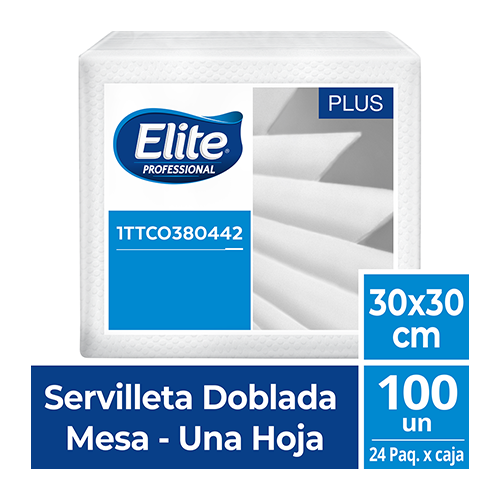 PLUS
Elite
PROFESSIONAL
1TTCO380442
30x30
cm
Servilleta Doblada
Mesa - Una Hoja
100
un
24 Paq. x caja